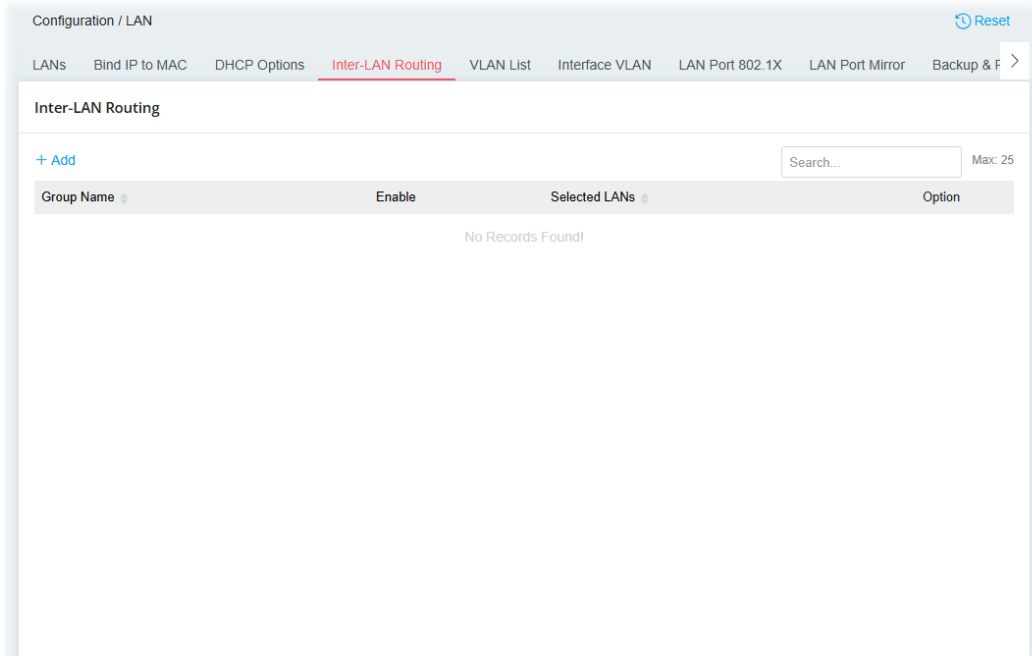 Configuration / LAN Reset
LANs Bind IP to MAC DHCP Options Inter-LAN Routing VLAN List Interface VLAN LAN Port 802.1X LAN Port Mirror Backup &
Inter-LAN Routing
+ Add Search... Max: 25
Group Name Enable Selected LANs Option
No Records Found!